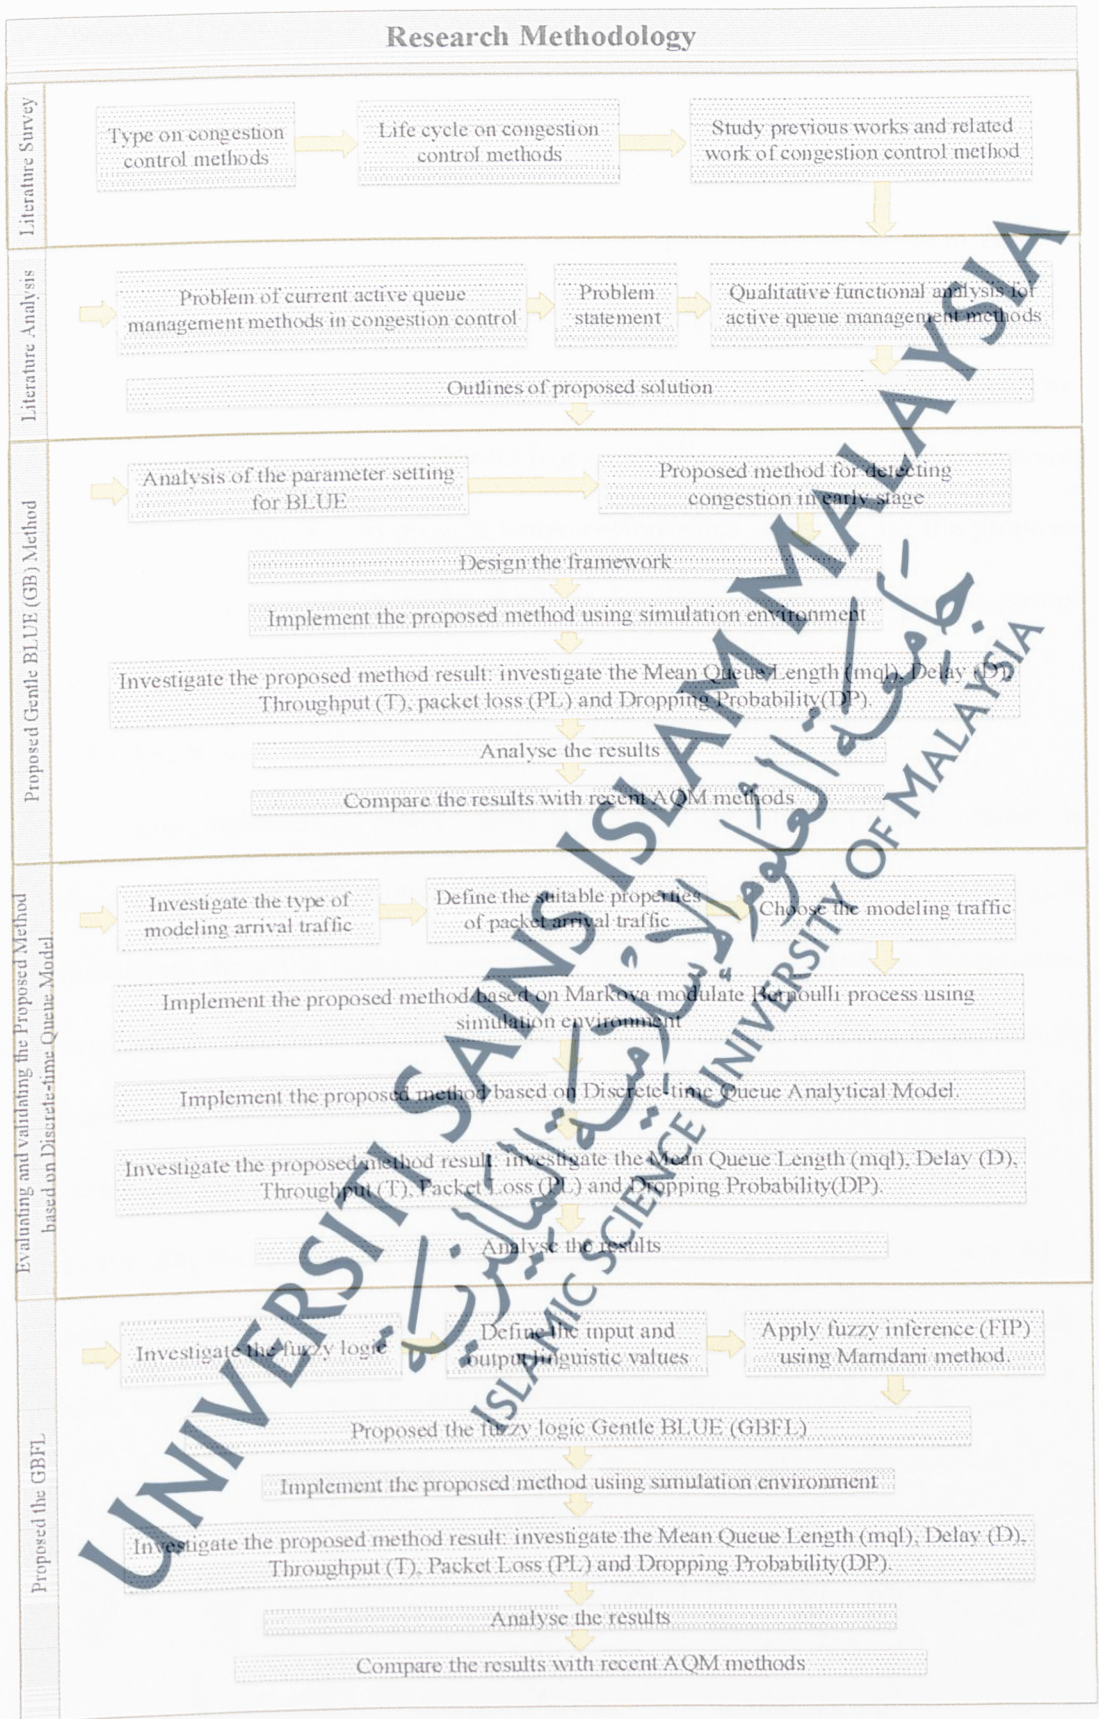 Research Methodology
Literature Survey
Type on congestion
control methods
Life cycle on congestion
control methods
Study previous works and related
work of congestion control method
Literature Analysis
Problem of current active queue
management methods in congestion control
Problem
statement
Qualitative functional analysis for
active queue management methods
Outlines of proposed solution
Proposed Gentle BLUE (GB) Method
Analysis of the parameter setting
for BLUE
Proposed method for detecting
congestion in early stage
Design the framework
Implement the proposed method using simulation environment
Investigate the proposed method result: investigate the Mean Queue Length (mql), Delay (D),
Throughput (T), packet loss (PL) and Dropping Probability(DP).
Analyse the results
Compare the results with recent AQM methods
Evaluating and validating the Proposed Method
based on Discrete-time Queue Model
Investigate the type of
modeling arrival traffic
Define the suitable properties
of packet arrival traffic
Choose the modeling traffic
Implement the proposed method based on Markova modulate Bernoulli process using
simulation environment
Implement the proposed method based on Discrete-time Queue Analytical Model.
Investigate the proposed method result: investigate the Mean Queue Length (mql), Delay (D),
Throughput (T), Packet Loss (PL) and Dropping Probability(DP).
Analyse the results
Proposed the GBFL
Investigate the fuzzy logic
Define the input and
output linguistic values
Apply fuzzy inference (FIP)
using Mamdani method.
Proposed the fuzzy logic Gentle BLUE (GBFL)
Implement the proposed method using simulation environment
Investigate the proposed method result: investigate the Mean Queue Length (mql), Delay (D),
Throughput (T), Packet Loss (PL) and Dropping Probability(DP).
Analyse the results
Compare the results with recent AQM methods
UNIVERSITI SAINS ISLAM MALAYSIA
جامعة العلوم الإسلامية الماليزية
ISLAMIC SCIENCE UNIVERSITY OF MALAYSIA